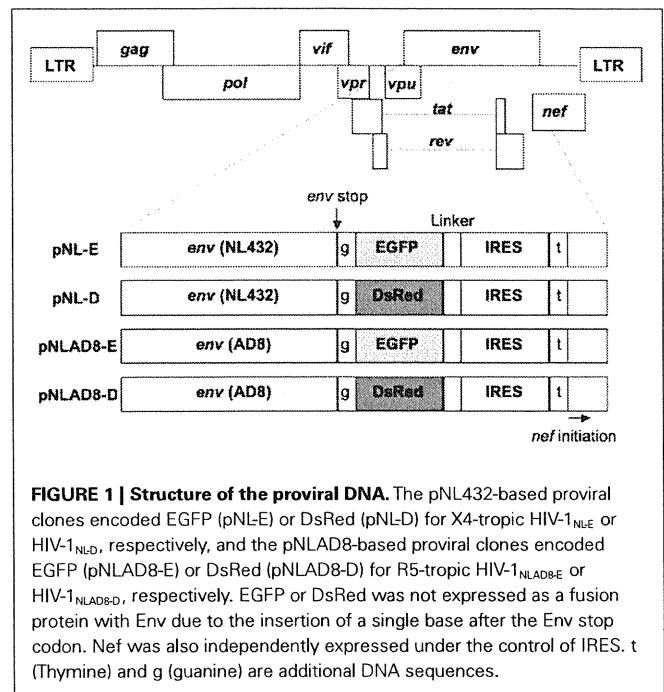 gag
vif
env
LTR
LTR
pol
vpr
vpu
tat
nef
rev
env stop
Linker
pNL-E
env (NL432)
g
EGFP
IRES
t
pNL-D
env (NL432)
g
DsRed
IRES
t
pNLAD8-E
env (AD8)
g
EGFP
IRES
t
pNLAD8-D
env (AD8)
g
DsRed
IRES
t
nef initiation
FIGURE 1 | Structure of the proviral DNA. The pNL432-based proviral
clones encoded EGFP (pNL-E) or DsRed (pNL-D) for X4-tropic HIV-1NL-E or
HIV-1NL-D, respectively, and the pNLAD8-based proviral clones encoded
EGFP (pNLAD8-E) or DsRed (pNLAD8-D) for R5-tropic HIV-1NLAD8-E or
HIV-1NLAD8-D, respectively. EGFP or DsRed was not expressed as a fusion
protein with Env due to the insertion of a single base after the Env stop
codon. Nef was also independently expressed under the control of IRES. t
(Thymine) and g (guanine) are additional DNA sequences.